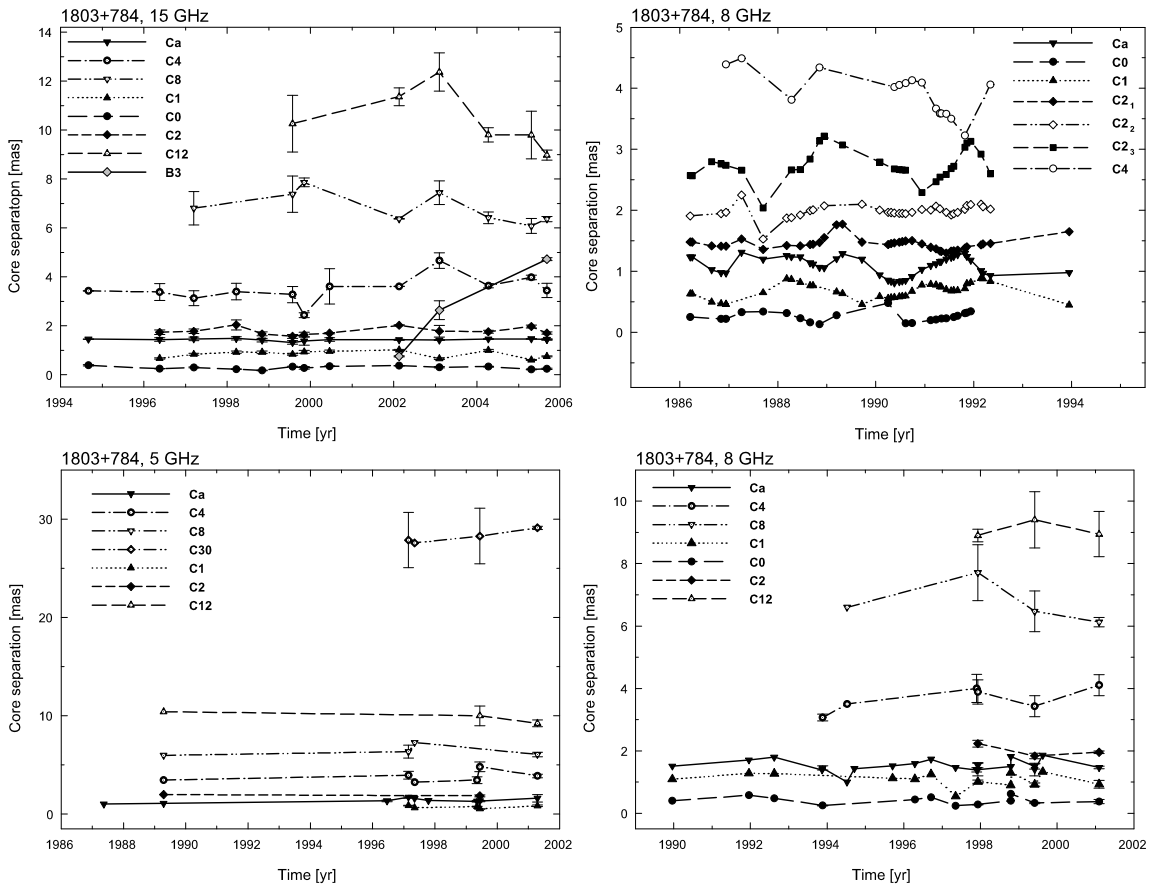 1803+784, 15 GHz
Core separatopn [mas]
14
12
10
8
6
4
2
0
Ca
C4
C8
C1
C0
C2
C12
B3
1994
1996
1998
2000
2002
2004
2006
Time [yr]
1803+784, 8 GHz
Core separation [mas]
5
4
3
2
1
0
Ca
C0
C1
C2 1
C2 2
C2 3
C4
1986
1988
1990
1992
1994
Time [yr]
1803+784, 5 GHz
Core separation [mas]
30
20
10
0
Ca
C4
C8
C30
C1
C2
C12
1986
1988
1990
1992
1994
1996
1998
2000
2002
Time [yr]
1803+784, 8 GHz
Core separation [mas]
10
8
6
4
2
0
Ca
C4
C8
C1
C0
C2
C12
1990
1992
1994
1996
1998
2000
2002
Time [yr]